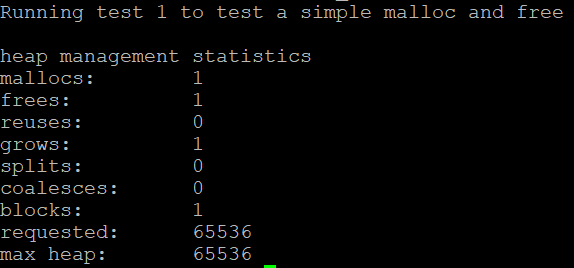 Running test 1 to test a simple malloc and free
heap management statistics
mallocs: 1
frees: 1
reuses: 0
grows: 1
splits: 0
coalesces: 0
blocks: 1
requested: 65536
max heap: 65536